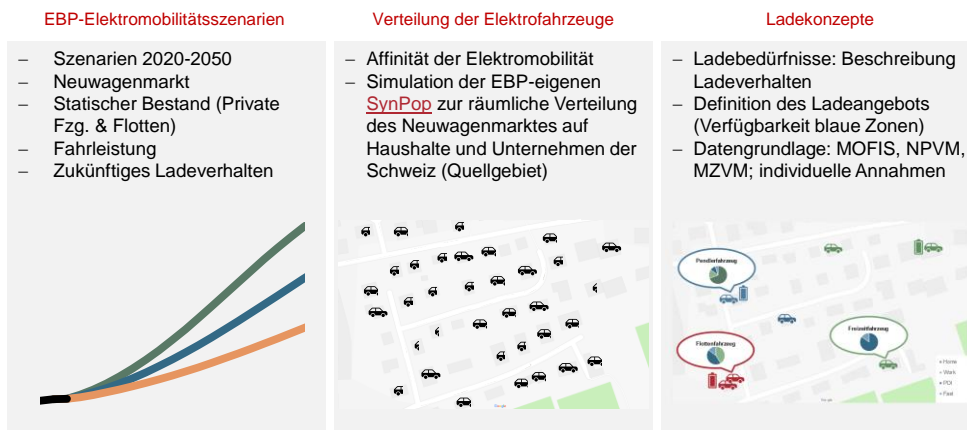 EBP-Elektromobilitätsszenarien
– Szenarien 2020-2050
– Neuwagenmarkt
– Statischer Bestand (Private
Fzg. & Flotten)
– Fahrleistung
– Zukünftiges Ladeverhalten
Verteilung der Elektrofahrzeuge
– Affinität der Elektromobilität
– Simulation der EBP-eigenen
SynPop zur räumliche Verteilung
des Neuwagenmarktes auf
Haushalte und Unternehmen der
Schweiz (Quellgebiet)
Ladekonzepte
– Ladebedürfnisse: Beschreibung
Ladeverhalten
– Definition des Ladeangebots
(Verfügbarkeit blaue Zonen)
– Datengrundlage: MOFIS, NPVM,
MZVM; individuelle Annahmen
Pendlerfahrzeug
Flottenfahrzeug
Freizeitfahrzeug
Home
Work
POI
Fast
Google